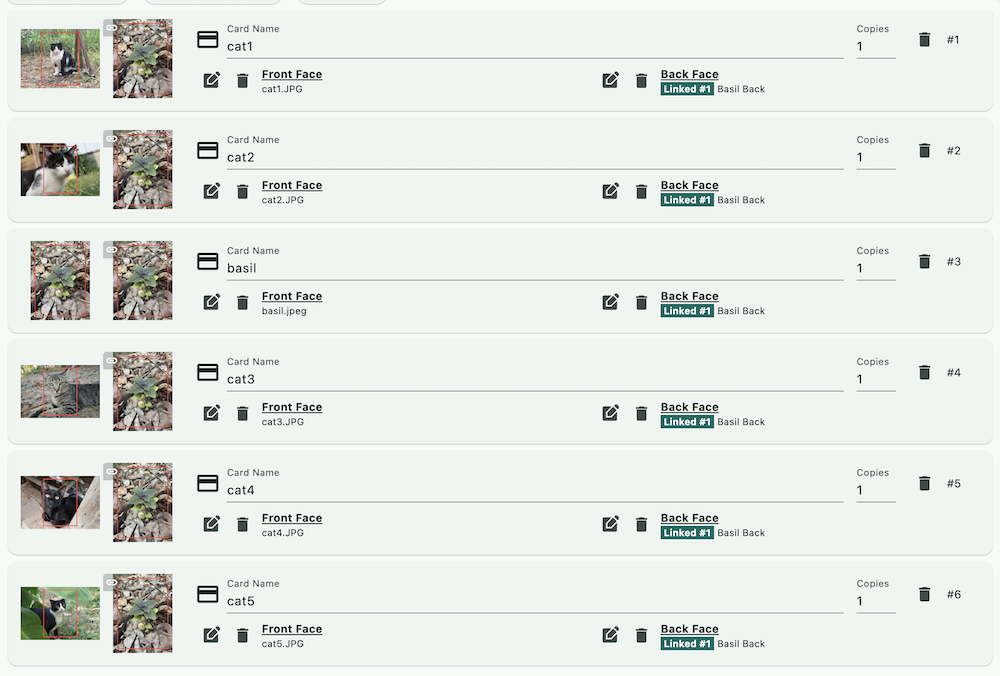 Card Name
cat1
Copies
1
#1
Front Face
cat1.JPG
Back Face
Linked #1 Basil Back
Card Name
cat2
Copies
1
#2
Front Face
cat2.JPG
Back Face
Linked #1 Basil Back
Card Name
basil
Copies
1
#3
Front Face
basil.jpeg
Back Face
Linked #1 Basil Back
Card Name
cat3
Copies
1
#4
Front Face
cat3.JPG
Back Face
Linked #1 Basil Back
Card Name
cat4
Copies
1
#5
Front Face
cat4.JPG
Back Face
Linked #1 Basil Back
Card Name
cat5
Copies
1
#6
Front Face
cat5.JPG
Back Face
Linked #1 Basil Back